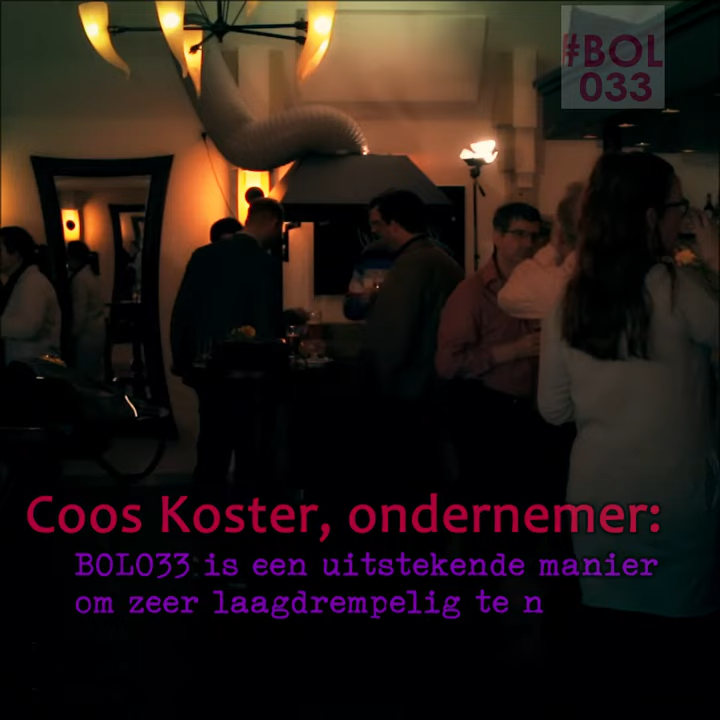 #BOL
033
Coos Koster, ondernemer:
BOL033 is een uitstekende manier
om zeer laagdrempelig te n